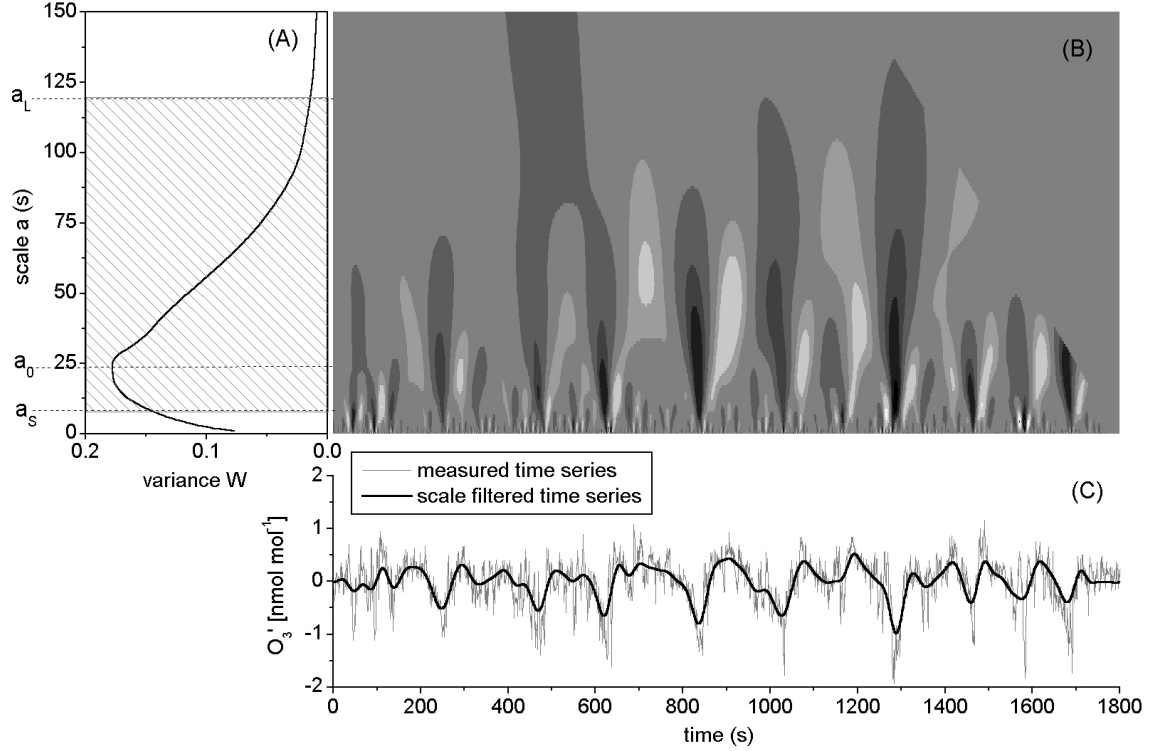 (A)
(B)
150
125
100
75
50
25
0
scale a (s)
a_L
a_0
a_S
0.2
0.1
0.0
variance W
measured time series
scale filtered time series
(C)
2
1
0
-1
-2
O₃' [nmol mol⁻¹]
0
200
400
600
800
1000
1200
1400
1600
1800
time (s)